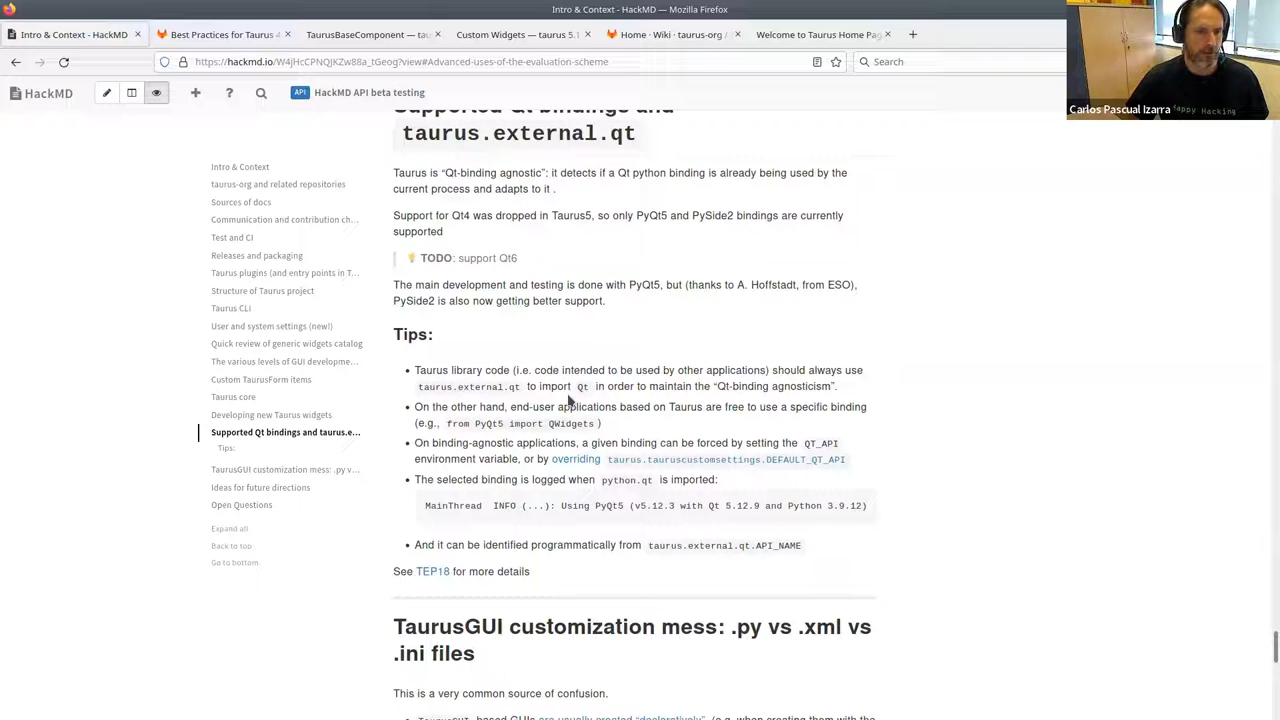 Intro & Context - HackMD — Mozilla Firefox
Intro & Context - HackMD ×
Best Practices for Taurus 4 ×
TaurusBaseComponent — tau ×
Custom Widgets — taurus 5.1 ×
Home · Wiki · taurus-org / ×
Welcome to Taurus Home Pag ×
https://hackmd.io/W4jHcCPNQJKZw88a_tGeog?view#Advanced-uses-of-the-evaluation-scheme
Search
Carlos Pascual Izarra
HackMD
API HackMD API beta testing
Intro & Context
taurus-org and related repositories
Sources of docs
Communication and contribution ch...
Test and CI
Releases and packaging
Taurus plugins (and entry points in T...
Structure of Taurus project
Taurus CLI
User and system settings (new!)
Quick review of generic widgets catalog
The various levels of GUI developme...
Custom TaurusForm items
Taurus core
Developing new Taurus widgets
Supported Qt bindings and taurus.e...
Tips:
TaurusGUI customization mess: .py v...
Ideas for future directions
Open Questions
Expand all
Back to top
Go to bottom
Supported Qt bindings and
taurus.external.qt
Taurus is “Qt-binding agnostic”: it detects if a Qt python binding is already being used by the
current process and adapts to it .
Support for Qt4 was dropped in Taurus5, so only PyQt5 and PySide2 bindings are currently
supported
💡 TODO: support Qt6
The main development and testing is done with PyQt5, but (thanks to A. Hoffstadt, from ESO),
PySide2 is also now getting better support.
Tips:
• Taurus library code (i.e. code intended to be used by other applications) should always use
taurus.external.qt to import Qt in order to maintain the “Qt-binding agnosticism”.
• On the other hand, end-user applications based on Taurus are free to use a specific binding
(e.g., from PyQt5 import QWidgets )
• On binding-agnostic applications, a given binding can be forced by setting the QT_API
environment variable, or by overriding taurus.tauruscustomsettings.DEFAULT_QT_API
• The selected binding is logged when python.qt is imported:
MainThread INFO (...): Using PyQt5 (v5.12.3 with Qt 5.12.9 and Python 3.9.12)
• And it can be identified programmatically from taurus.external.qt.API_NAME
See TEP18 for more details
TaurusGUI customization mess: .py vs .xml vs
.ini files
This is a very common source of confusion.
• TaurusGUI -based GUIs are usually created “declaratively”, (e.g. when creating them with the